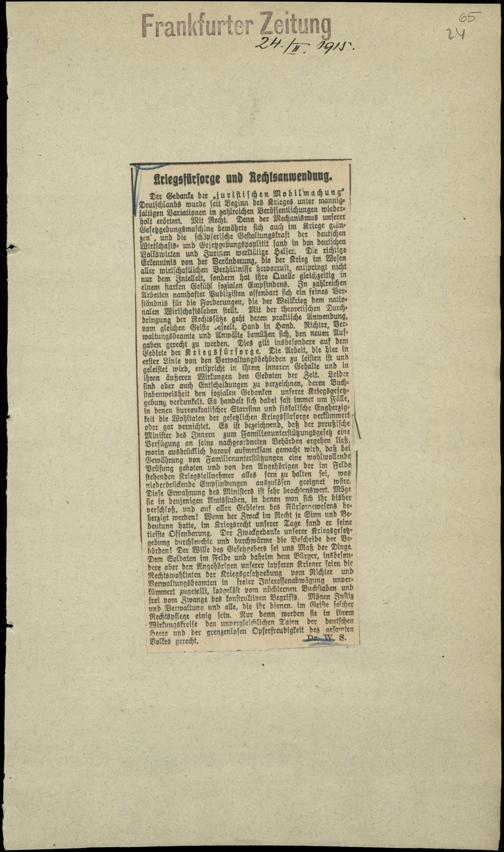 Frankfurter Zeitung
65
24
24./II. 1915.
Kriegsfürsorge und Rechtsanwendung.
Der Gedanke der „juristischen Mobilmachung“
Deutschlands wurde seit Beginn des Krieges unter mannig-
faltigen Variationen in zahlreichen Veröffentlichungen wieder-
holt erörtert. Mit Recht. Denn der Mechanismus unserer
Gesetzgebungsmaschine bewährte sich auch im Kriege glän-
zen“, und die schöpferische Gestaltungskraft der deutschen
Wirtschafts- und Gesetzgebungspolitik fand in den deutschen
Volkswirten und Juristen werktätige Helfer. Die richtige
Erkenntnis von der Veränderung, die der Krieg im Wesen
aller wirtschaftlichen Verhältnisse hervorruft, entspringt nicht
nur dem Intellekt, sondern hat ihre Quelle gleichzeitig in
einem starken Gefühl sozialen Empfindens. In zahlreichen
Arbeiten namhafter Publizisten offenbart sich ein feines Ver-
ständnis für die Forderungen, die der Weltkrieg dem natio-
nalen Wirtschaftsleben stellt. Mit der theoretischen Durch-
dringung der Rechtssätze geht deren praktische Anwendung,
vom gleichen Geiste eseelt, Hand in Hand. Richter, Ver-
waltungsbeamte und Anwälte bemühen sich, den neuen Auf-
gaben gerecht zu werden. Dies gilt insbesondere auf dem
Gebiete der Kriegsfürsorge. Die Arbeit, die hier in
erster Linie von den Verwaltungsbehörden zu leisten ist und
geleistet wird, entspricht in ihrem inneren Gehalte und in
ihren äußeren Wirkungen den Geboten der Zeit. Leider
sind aber auch Entscheidungen zu verzeichnen, deren Buch-
stabenweisheit den sozialen Gedanken unserer Kriegsgesetz-
gebung verdunkelt. Es handelt sich dabei fast immer um Fälle,
in denen bureaukratischer Starrsinn und fiskalische Engherzig-
keit die Wohltaten der gesetzlichen Kriegsfürsorge verkümmert
oder gar vernichtet. Es ist bezeichnend, daß der preußische
Minister des Innern zum Familienunterstützungsgesetz eine
Verfügung an seine nachgeordneten Behörden ergehen ließ,
worin ausdrücklich darauf aufmerksam gemacht wird, daß bei
Gewährung von Familienunterstützungen eine wohlwollende
Prüfung geboten und von den Angehörigen der im Felde
stehenden Kriegsteilnehmer alles fern zu halten sei, was
niederdrückende Empfindungen auszulösen geeignet wäre.
Diese Ermahnung des Ministers ist sehr beachtenswert. Möge
sie in denjenigen Amtsstuben, in denen man sich ihr bisher
verschloß, und auf allen Gebieten des Fürsorgewesens be-
herzigt werden! Wenn der Zweck im Recht je Sinn und Be-
deutung hatte, im Kriegsrecht unserer Tage fand er seine
tiefste Offenbarung. Der Zweckgedanke unserer Kriegsgesetz-
gebung durchleuchte und durchwärme die Bescheide der Be-
hörden! Der Wille des Gesetzgebers sei uns Maß der Dinge.
Dem Soldaten im Felde und daheim dem Bürger, insbeson-
dere aber den Angehörigen unserer tapferen Krieger seien die
Rechtswohltaten der Kriegsgesetzgebung vom Richter und
Verwaltungsbeamten in freier Interessenabwägung unver-
kümmert zugeteilt, losgelöst vom nüchternen Buchstaben und
frei vom Zwange des konstruktiven Begriffs. Mögen Justiz
und Verwaltung und alle, die ihr dienen, im Geiste solcher
Rechtspflege einig sein. Nur dann werden sie in ihrem
Wirkungskreise den unvergleichlichen Taten der deutschen
Heere und der grenzenlosen Opferfreudigkeit des gesamten
Volkes gerecht.
Dr. W. S.